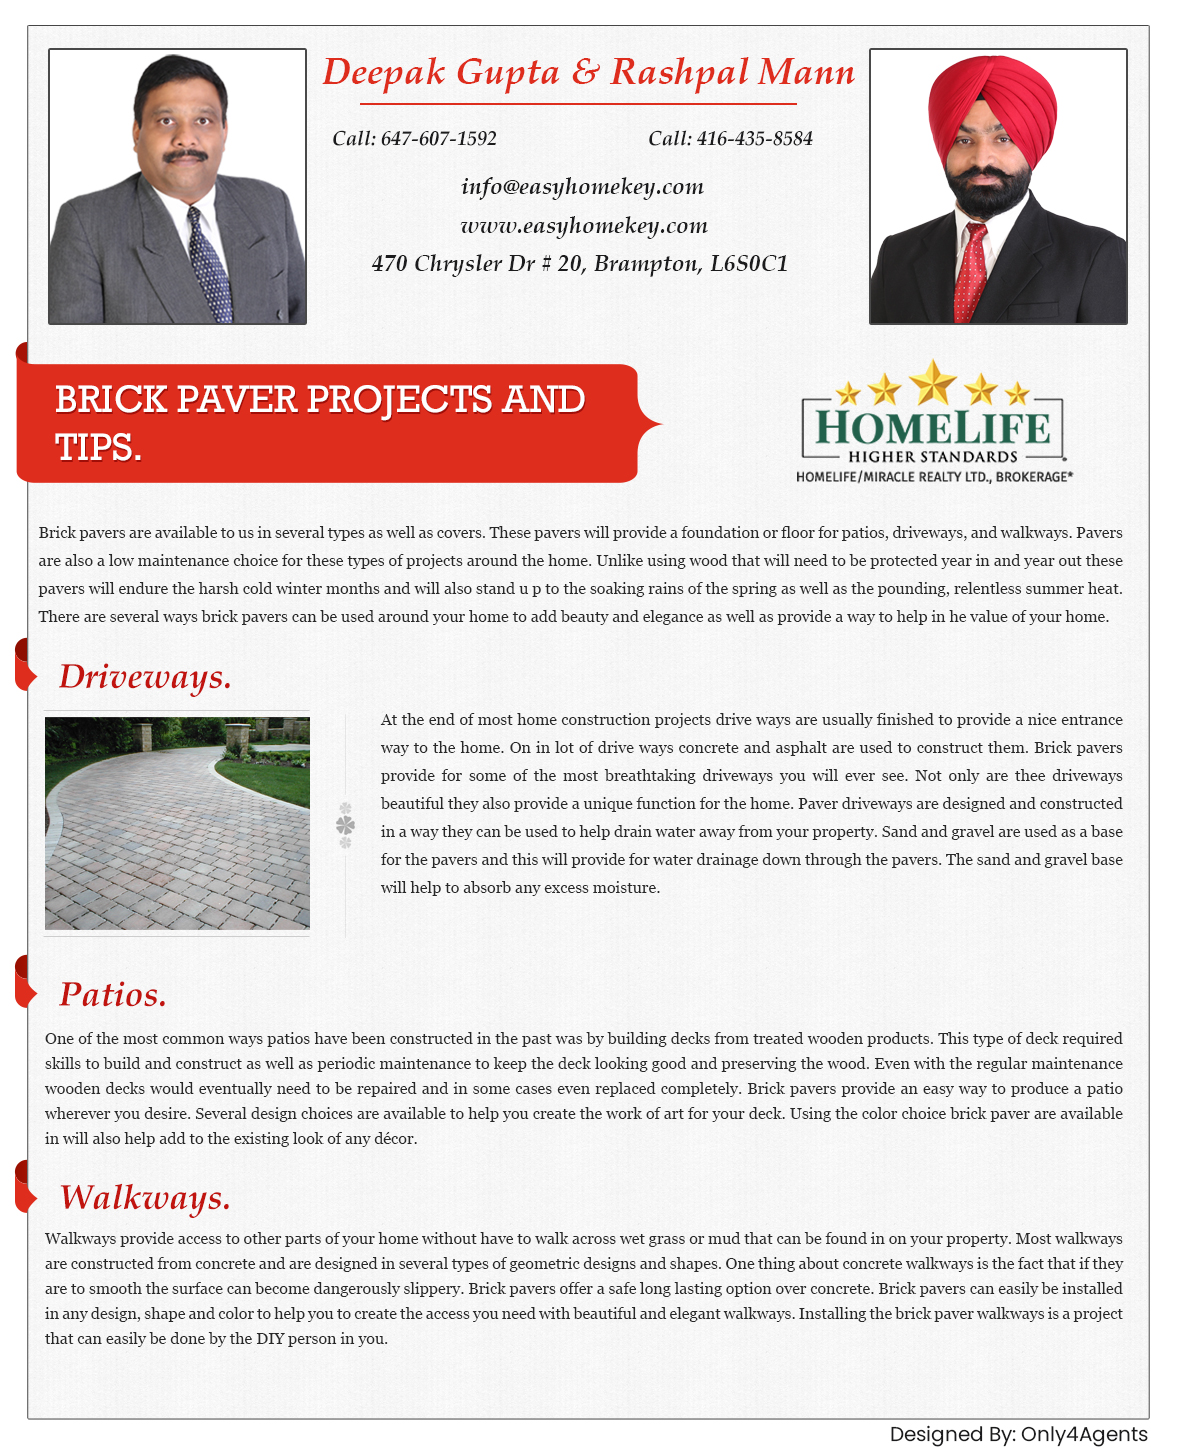 Deepak Gupta & Rashpal Mann
Call: 647-607-1592
Call: 416-435-8584
info@easyhomekey.com
www.easyhomekey.com
470 Chrysler Dr # 20, Brampton, L6S0C1
BRICK PAVER PROJECTS AND
TIPS.
HOMELIFE
HIGHER STANDARDS
HOMELIFE/MIRACLE REALTY LTD., BROKERAGE*
Brick pavers are available to us in several types as well as covers. These pavers will provide a foundation or floor for patios, driveways, and walkways. Pavers
are also a low maintenance choice for these types of projects around the home. Unlike using wood that will need to be protected year in and year out these
pavers will endure the harsh cold winter months and will also stand u p to the soaking rains of the spring as well as the pounding, relentless summer heat.
There are several ways brick pavers can be used around your home to add beauty and elegance as well as provide a way to help in he value of your home.
Driveways.
At the end of most home construction projects drive ways are usually finished to provide a nice entrance
way to the home. On in lot of drive ways concrete and asphalt are used to construct them. Brick pavers
provide for some of the most breathtaking driveways you will ever see. Not only are thee driveways
beautiful they also provide a unique function for the home. Paver driveways are designed and constructed
in a way they can be used to help drain water away from your property. Sand and gravel are used as a base
for the pavers and this will provide for water drainage down through the pavers. The sand and gravel base
will help to absorb any excess moisture.
Patios.
One of the most common ways patios have been constructed in the past was by building decks from treated wooden products. This type of deck required
skills to build and construct as well as periodic maintenance to keep the deck looking good and preserving the wood. Even with the regular maintenance
wooden decks would eventually need to be repaired and in some cases even replaced completely. Brick pavers provide an easy way to produce a patio
wherever you desire. Several design choices are available to help you create the work of art for your deck. Using the color choice brick paver are available
in will also help add to the existing look of any décor.
Walkways.
Walkways provide access to other parts of your home without have to walk across wet grass or mud that can be found in on your property. Most walkways
are constructed from concrete and are designed in several types of geometric designs and shapes. One thing about concrete walkways is the fact that if they
are to smooth the surface can become dangerously slippery. Brick pavers offer a safe long lasting option over concrete. Brick pavers can easily be installed
in any design, shape and color to help you to create the access you need with beautiful and elegant walkways. Installing the brick paver walkways is a project
that can easily be done by the DIY person in you.
Designed By: Only4Agents